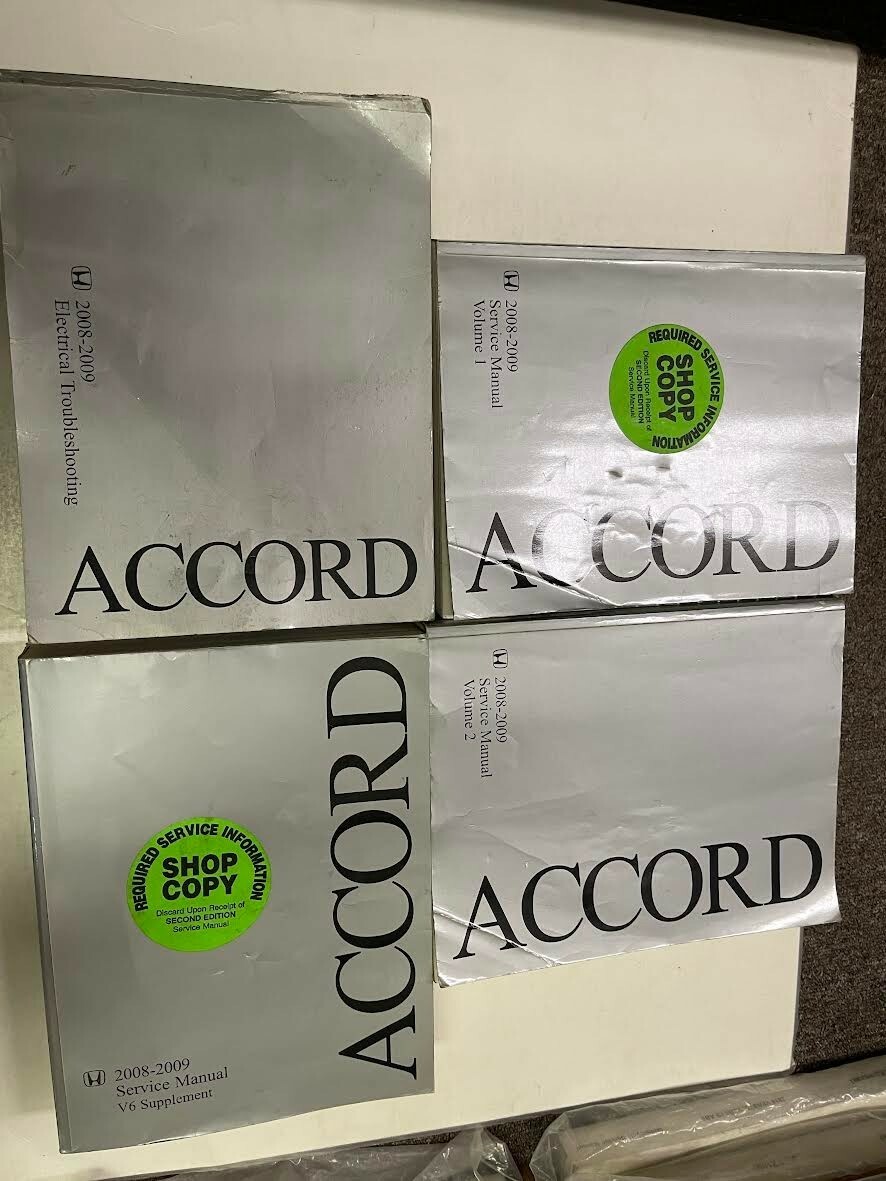 2008-2009
Electrical Troubleshooting
ACCORD
2008-2009
Service Manual
Volume 1
REQUIRED SERVICE INFORMATION
SHOP
COPY
Discard Upon Receipt of
SECOND EDITION
Service Manual
ACCORD
ACCORD
REQUIRED SERVICE INFORMATION
SHOP
COPY
Discard Upon Receipt of
SECOND EDITION
Service Manual
2008-2009
Service Manual
V6 Supplement
2008-2009
Service Manual
Volume 2
ACCORD